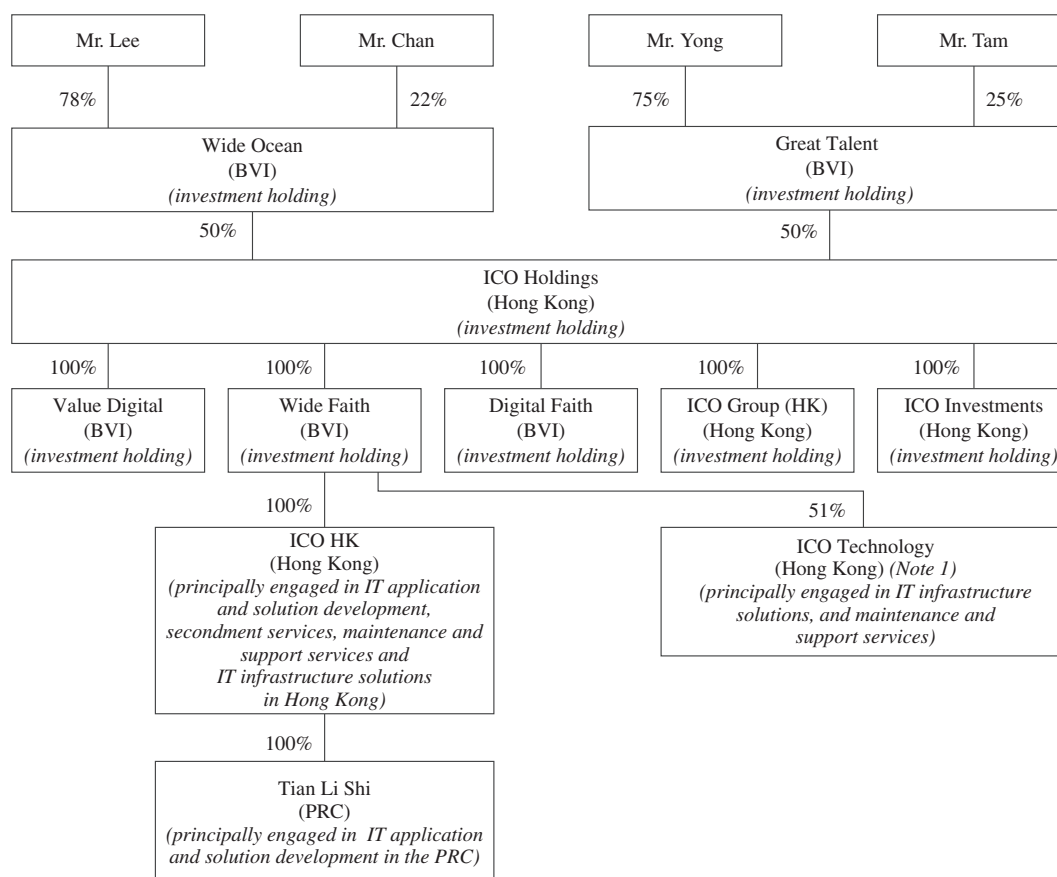 Mr. Lee
Mr. Chan
Mr. Yong
Mr. Tam
78%
22%
75%
25%
Wide Ocean
(BVI)
(investment holding)
Great Talent
(BVI)
(investment holding)
50%
50%
ICO Holdings
(Hong Kong)
(investment holding)
100%
100%
100%
100%
100%
Value Digital
(BVI)
(investment holding)
Wide Faith
(BVI)
(investment holding)
Digital Faith
(BVI)
(investment holding)
ICO Group (HK)
(Hong Kong)
(investment holding)
ICO Investments
(Hong Kong)
(investment holding)
100%
51%
ICO HK
(Hong Kong)
(principally engaged in IT application
and solution development,
secondment services, maintenance and
support services and
IT infrastructure solutions
in Hong Kong)
ICO Technology
(Hong Kong) (Note 1)
(principally engaged in IT infrastructure
solutions, and maintenance and
support services)
100%
Tian Li Shi
(PRC)
(principally engaged in IT application
and solution development in the PRC)